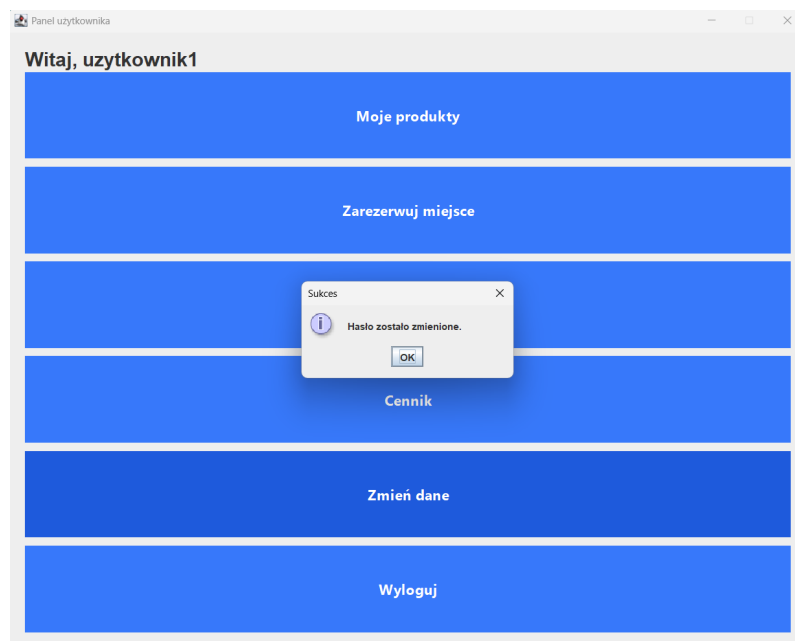 Panel użytkownika
Witaj, uzytkownik1
Moje produkty
Zarezerwuj miejsce
Sukces
Hasło zostało zmienione.
OK
Cennik
Zmień dane
Wyloguj